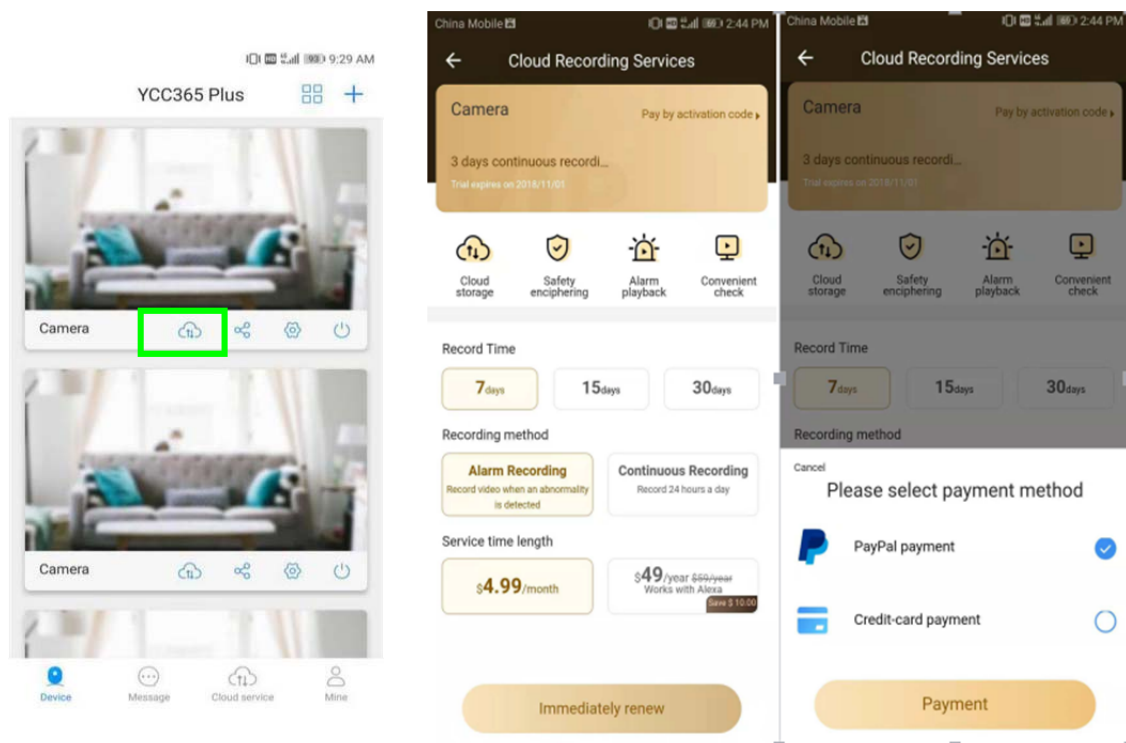 9:29 AM
YCC365 Plus
Camera
Camera
Device
Message
Cloud service
Mine
China Mobile
2:44 PM
Cloud Recording Services
Camera
Pay by activation code
3 days continuous recordi...
Trial expires on 2018/11/01
Cloud
storage
Safety
enciphering
Alarm
playback
Convenient
check
Record Time
7days
15days
30days
Recording method
Alarm Recording
Record video when an abnormality
is detected
Continuous Recording
Record 24 hours a day
Service time length
$4.99/month
$49/year $59/year
Works with Alexa
Save $ 10.00
Immediately renew
China Mobile
2:44 PM
Cloud Recording Services
Camera
Pay by activation code
3 days continuous recordi...
Trial expires on 2018/11/01
Cloud
storage
Safety
enciphering
Alarm
playback
Convenient
check
Record Time
7days
15days
30days
Recording method
Cancel
Please select payment method
PayPal payment
Credit-card payment
Payment